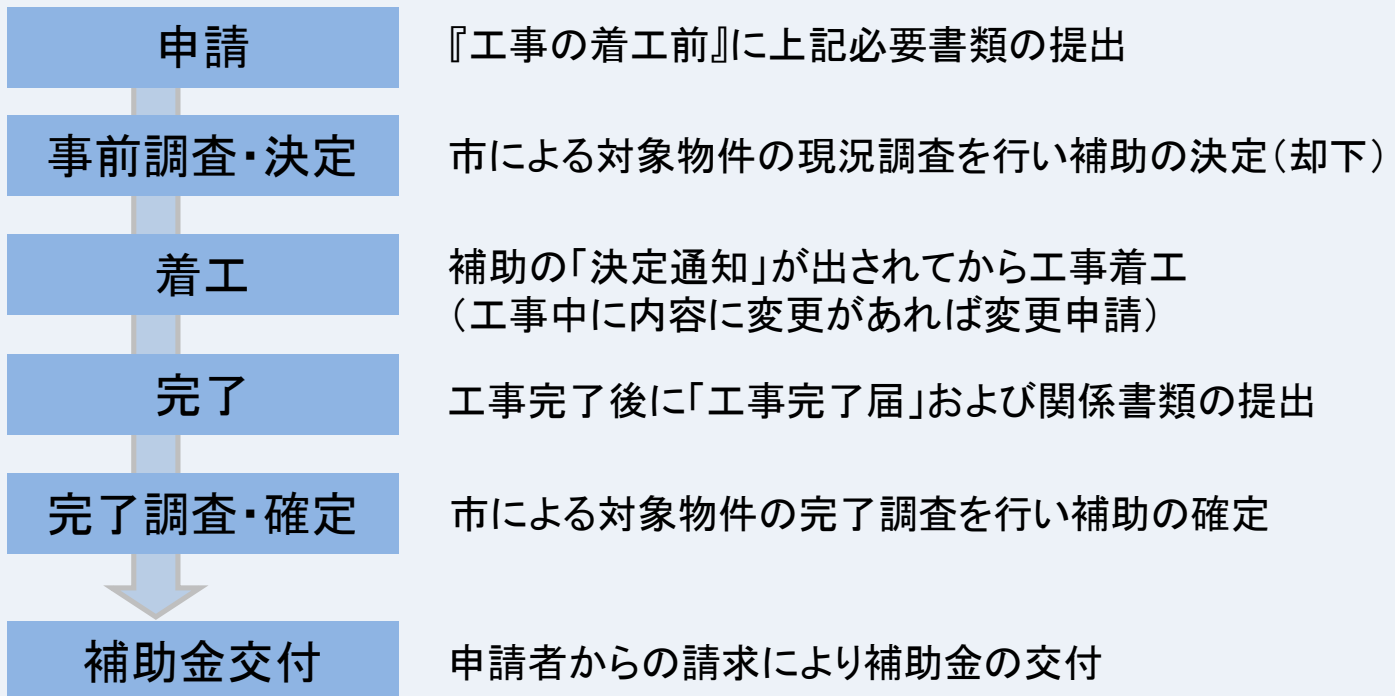 申請
『工事の着工前』に上記必要書類の提出
事前調査・決定
市による対象物件の現況調査を行い補助の決定（却下）
着工
補助の「決定通知」が出されてから工事着工
（工事中に内容に変更があれば変更申請）
完了
工事完了後に「工事完了届」および関係書類の提出
完了調査・確定
市による対象物件の完了調査を行い補助の確定
補助金交付
申請者からの請求により補助金の交付